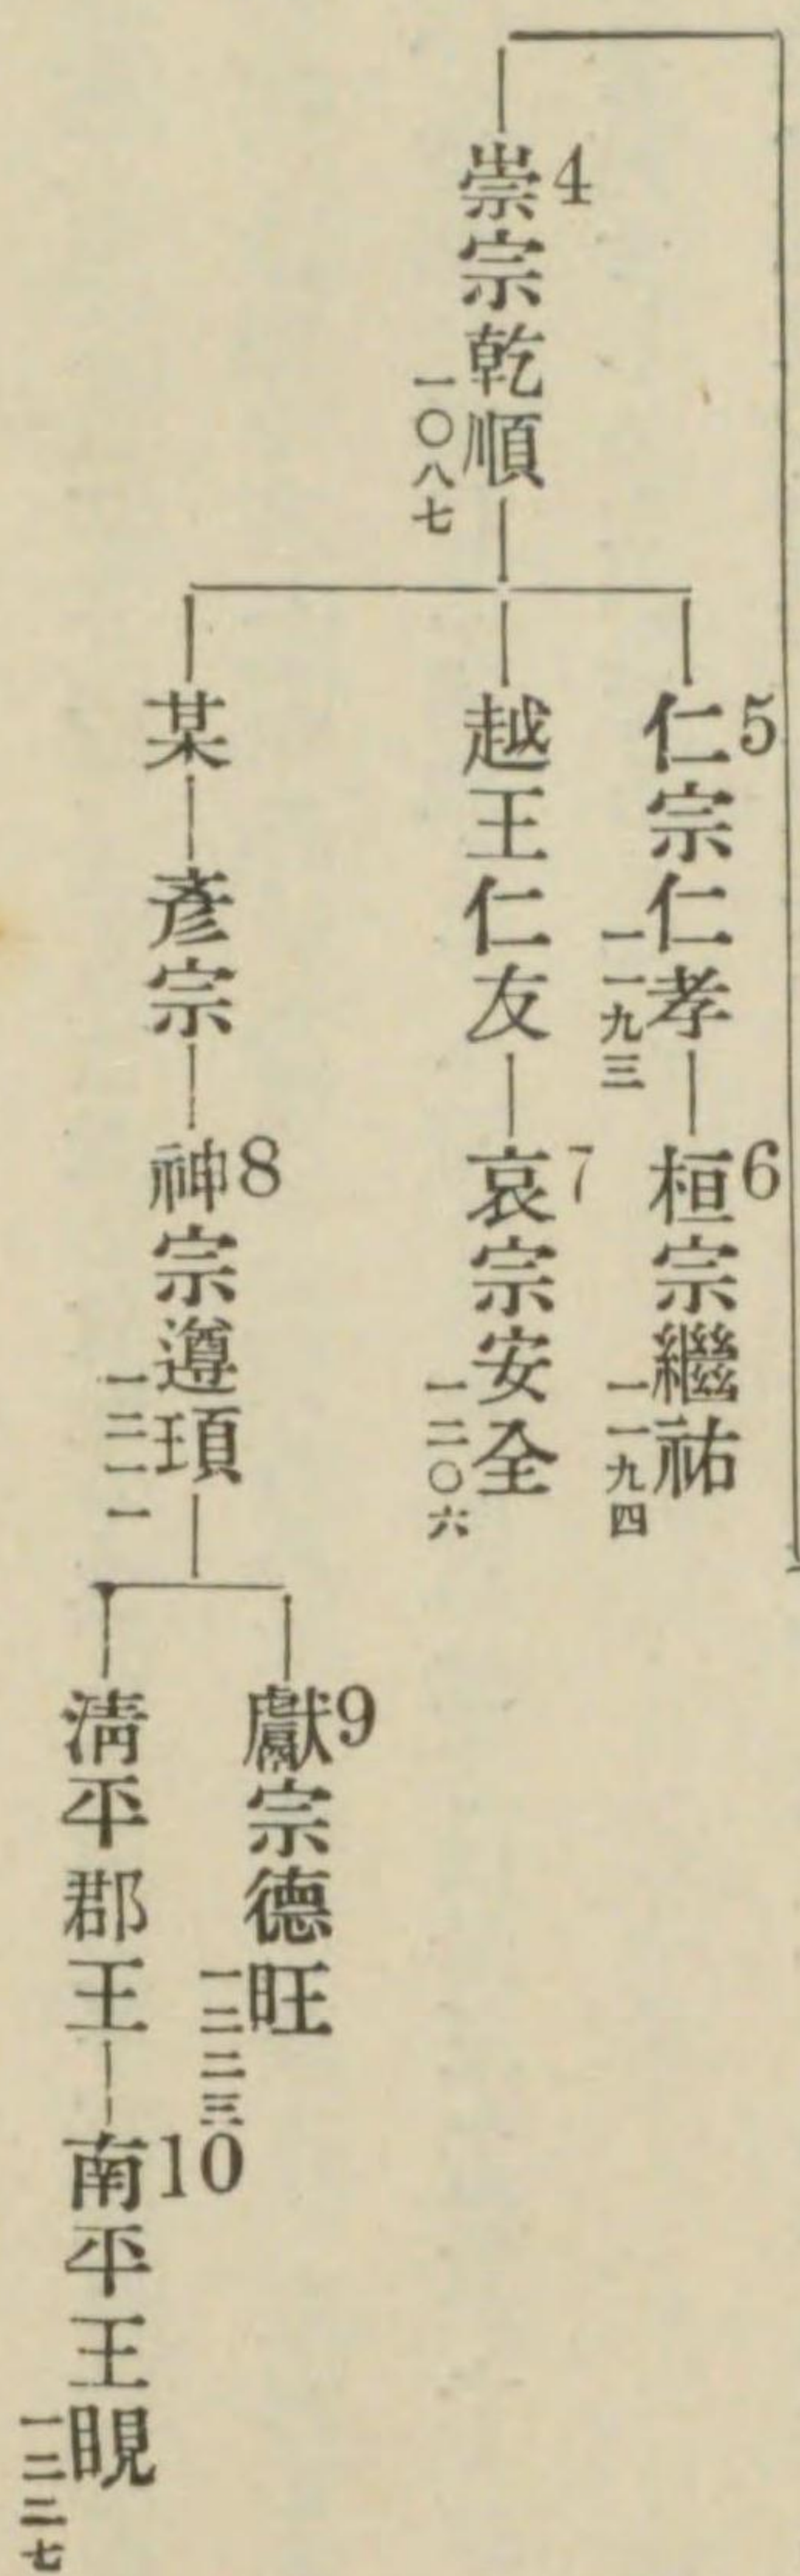 4
崇宗乾順
一〇八七
5
仁宗仁孝
一一九三
6
桓宗繼祐
一一九四
越王仁友
7
哀宗安全
一二〇六
某
彥宗
8
神宗遵頊
一二一一
9
獻宗德旺
一二二三
淸平郡王
10
南平王睍
一二二七